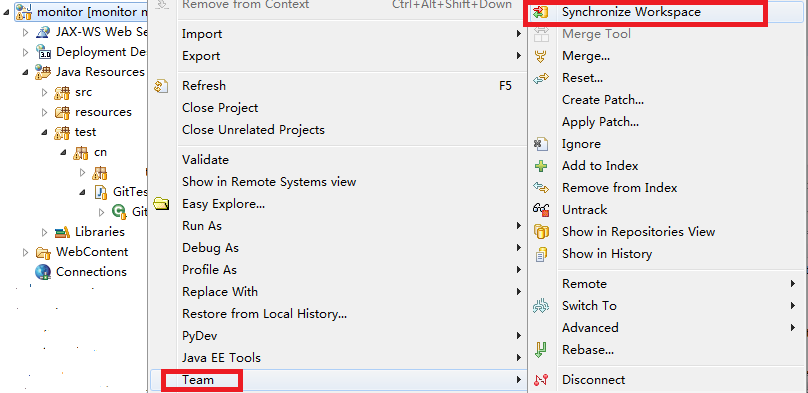 monitor [monitor m
JAX-WS Web Se
Deployment Des
Java Resources
src
resources
test
cn
GitTes
Git
Libraries
WebContent
Connections
Remove from Context Ctrl+Alt+Shift+Down
Import
Export
Refresh F5
Close Project
Close Unrelated Projects
Validate
Show in Remote Systems view
Easy Explore...
Run As
Debug As
Profile As
Replace With
Restore from Local History...
PyDev
Java EE Tools
Team
Synchronize Workspace
Merge Tool
Merge...
Reset...
Create Patch...
Apply Patch...
Ignore
Add to Index
Remove from Index
Untrack
Show in Repositories View
Show in History
Remote
Switch To
Advanced
Rebase...
Disconnect